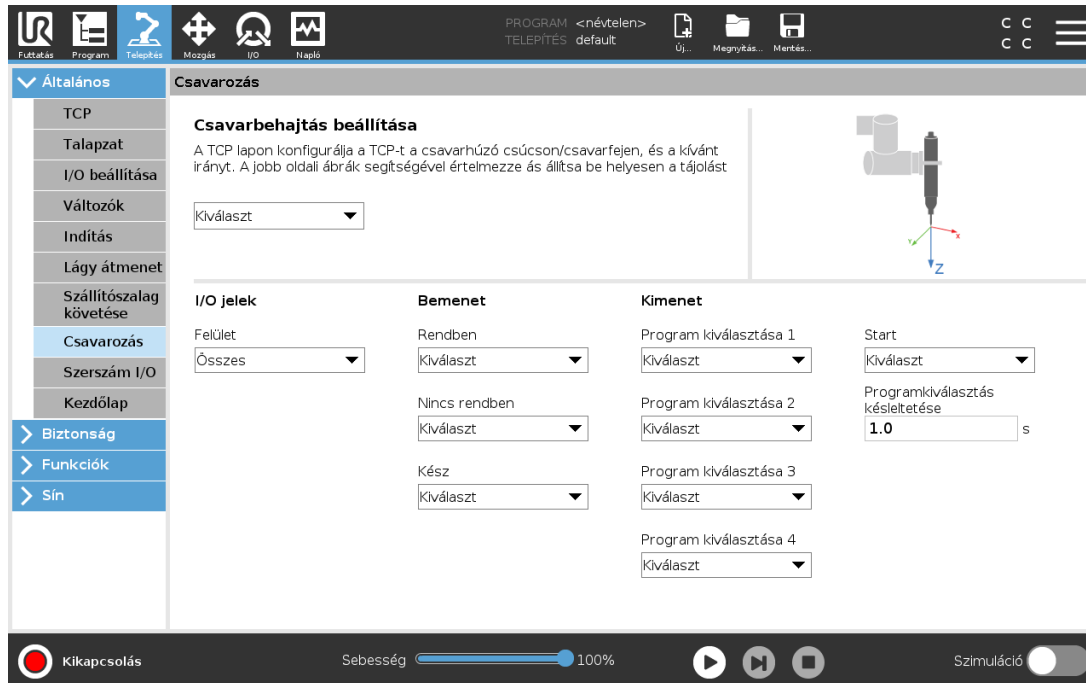 PROGRAM <névtelen>
TELEPÍTÉS default
UR
Futtatás
Program
Telepítés
Mozgás
I/O
Napló
Új...
Megnyitás...
Mentés...
C C
C C
Általános
TCP
Talapzat
I/O beállítása
Változók
Indítás
Lágy átmenet
Szállítószalag
követése
Csavarozás
Szerszám I/O
Kezdőlap
Biztonság
Funkciók
Sín
Csavarozás
Csavarbehajtás beállítása
A TCP lapon konfigurálja a TCP-t a csavarhúzó csúcson/csavarfejen, és a kívánt
irányt. A jobb oldali ábrák segítségével értelmezze ás állítsa be helyesen a tájolást
Kiválaszt
Y
X
Z
I/O jelek
Felület
Összes
Bemenet
Rendben
Kiválaszt
Nincs rendben
Kiválaszt
Kész
Kiválaszt
Kimenet
Program kiválasztása 1
Kiválaszt
Program kiválasztása 2
Kiválaszt
Program kiválasztása 3
Kiválaszt
Program kiválasztása 4
Kiválaszt
Start
Kiválaszt
Programkiválasztás
késleltetése
1.0 s
Kikapcsolás
Sebesség 100%
Szimuláció